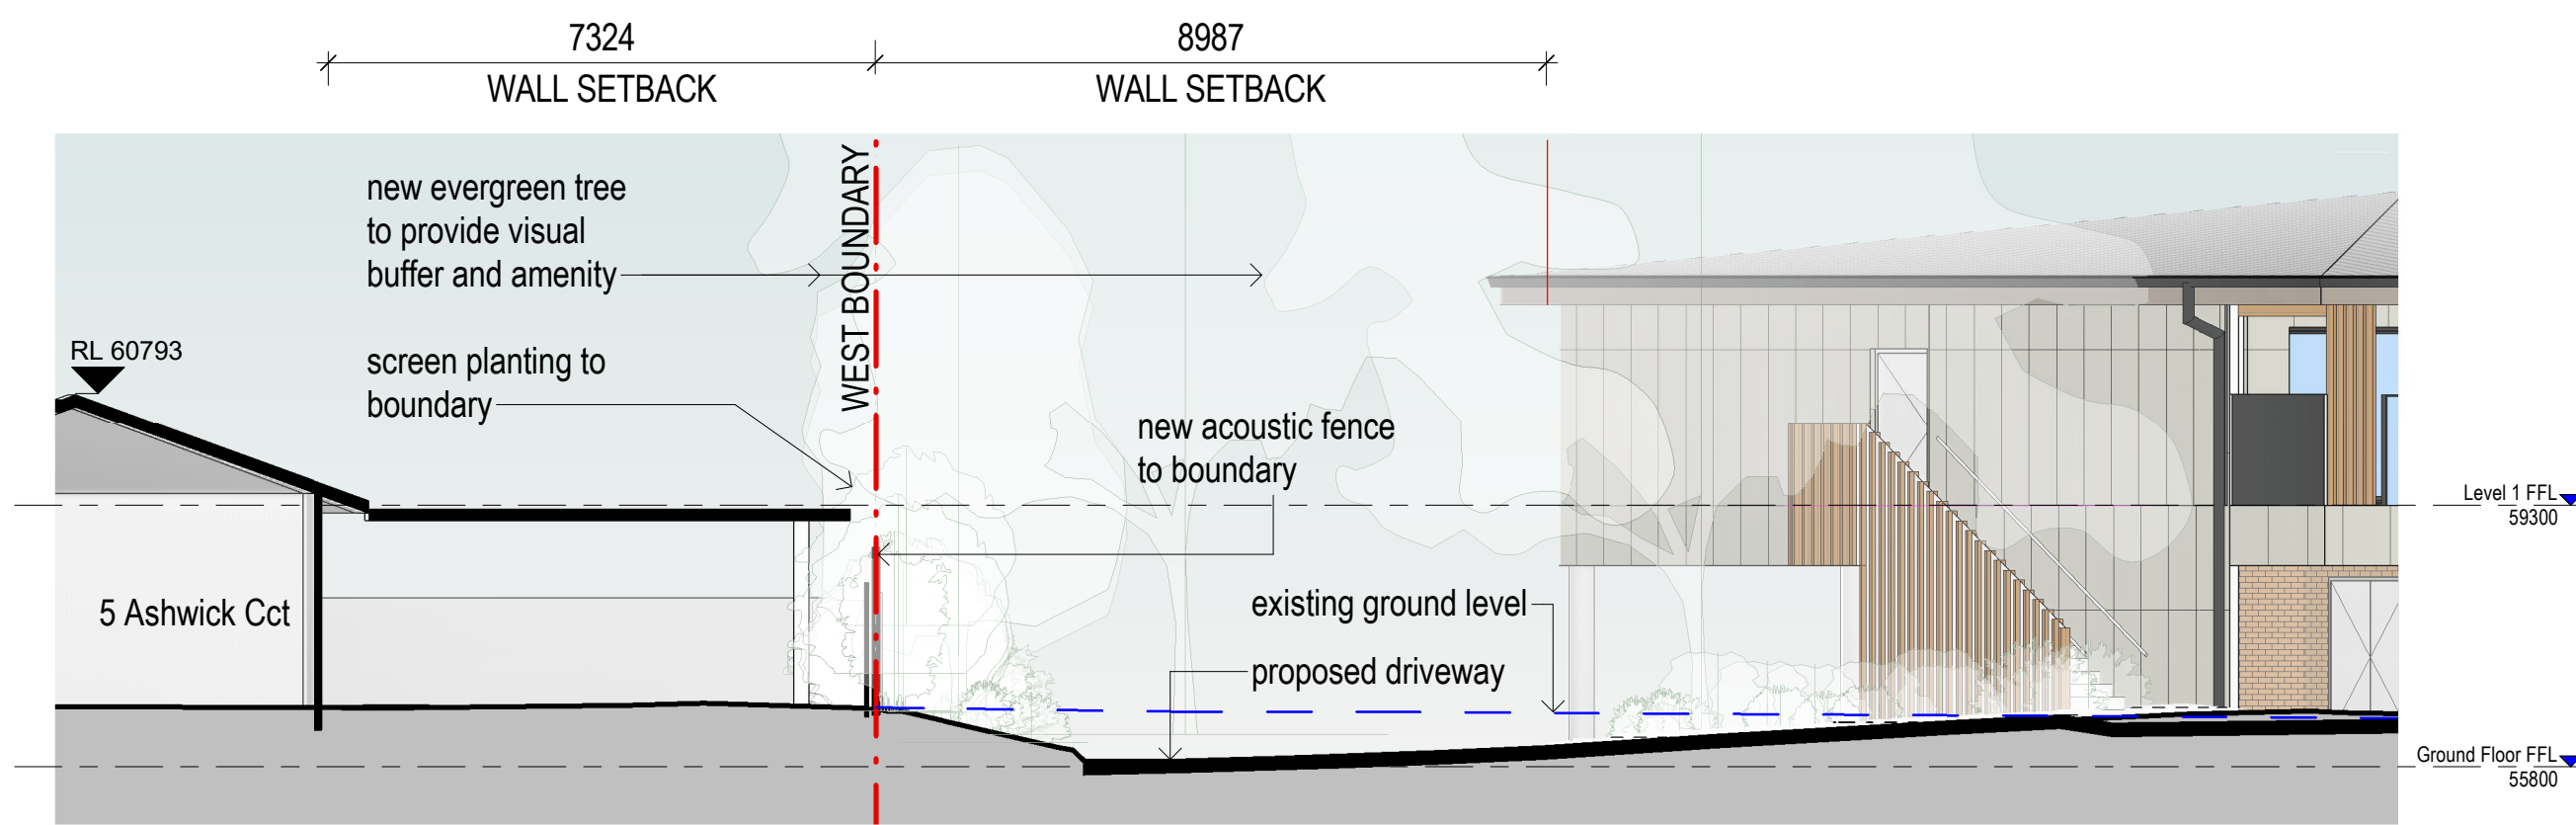 7324
WALL SETBACK
8987
WALL SETBACK
WEST BOUNDARY
new evergreen tree
to provide visual
buffer and amenity
RL 60793
screen planting to
boundary
new acoustic fence
to boundary
Level 1 FFL
59300
5 Ashwick Cct
existing ground level
proposed driveway
Ground Floor FFL
55800